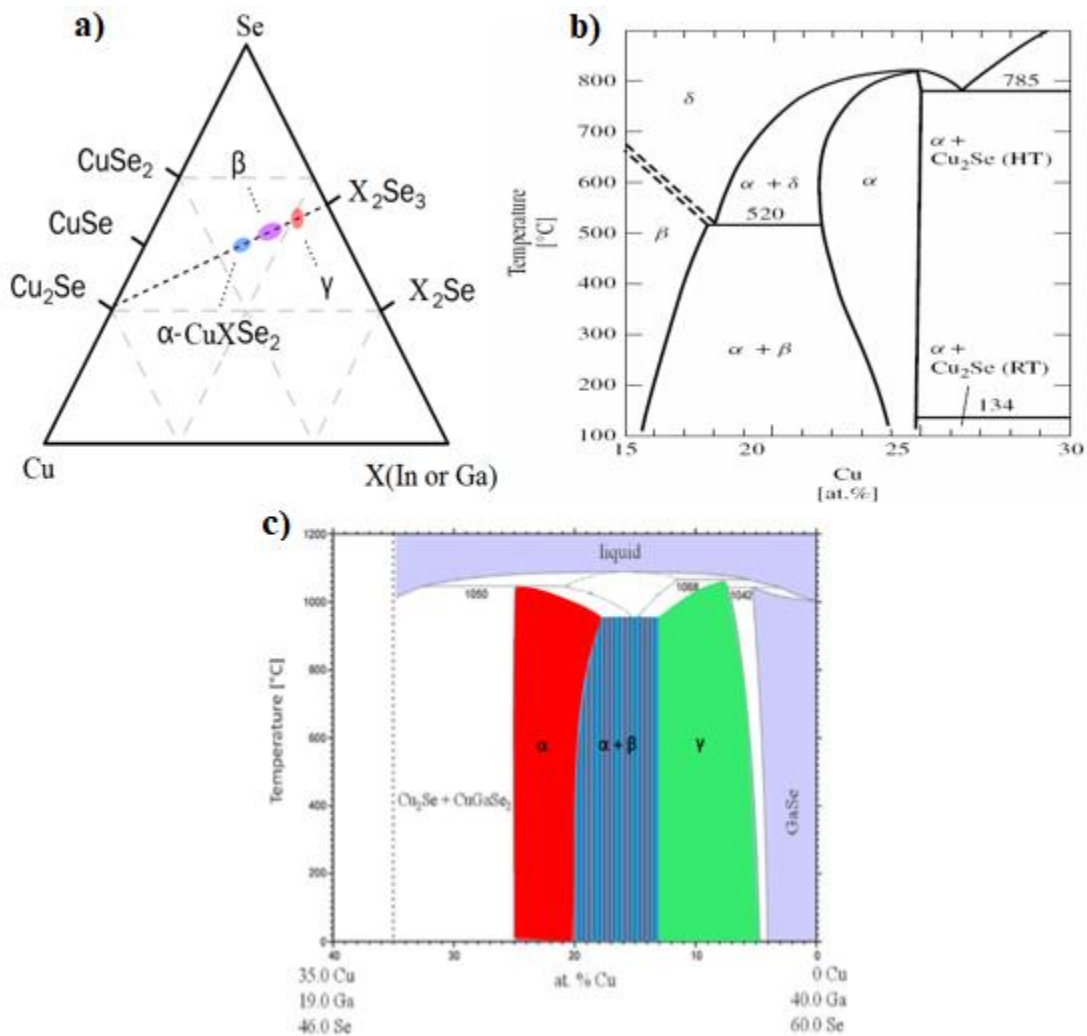 a)
Se
CuSe2
CuSe
Cu2Se
β
X2Se3
γ
X2Se
α-CuXSe2
Cu
X(In or Ga)
b)
Temperature
[°C]
800
700
600
500
400
300
200
100
δ
785
α +
Cu2Se (HT)
α + δ
α
520
β
α + β
α +
Cu2Se (RT)
134
15
20
25
30
Cu
[at.%]
c)
Temperature [°C]
1200
1000
800
600
400
200
0
liquid
1050
1042
α
α + β
γ
Cu2Se + CuGaSe2
GaSe
40
30
20
10
0
at. % Cu
35.0 Cu
19.0 Ga
46.0 Se
0 Cu
40.0 Ga
60.0 Se